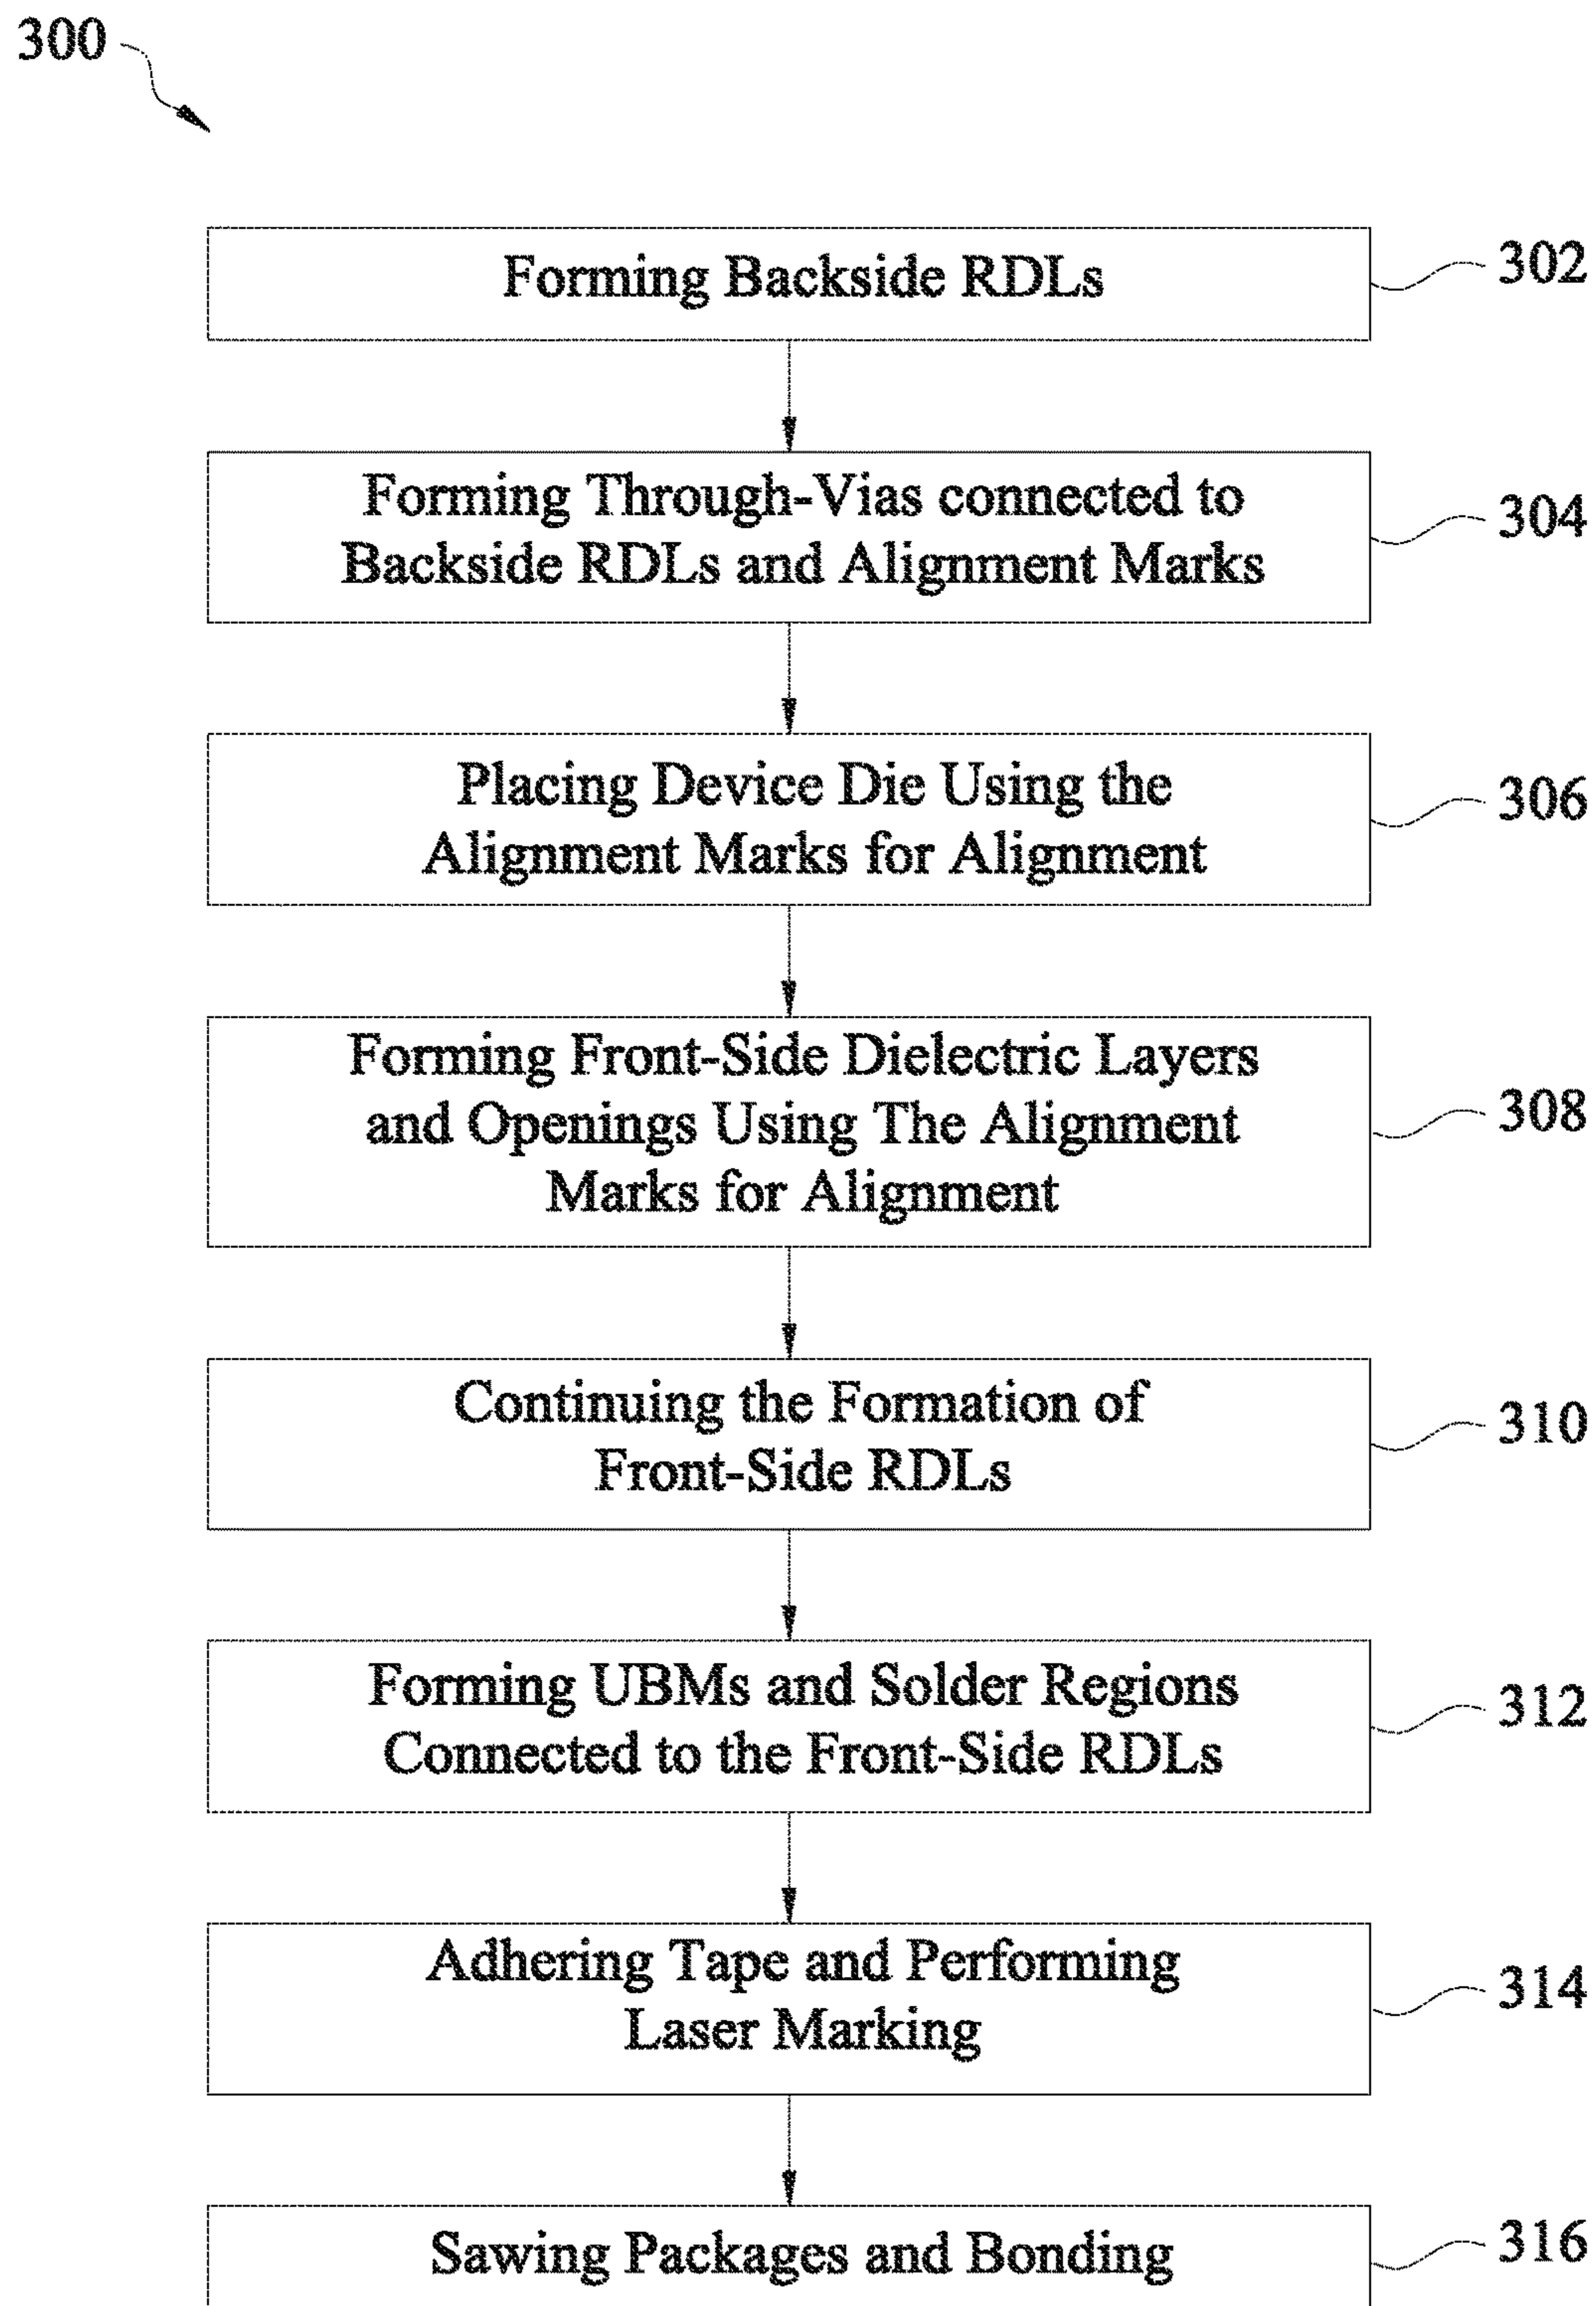 300
Forming Backside RDLs
302
Forming Through-Vias connected to
Backside RDLs and Alignment Marks
304
Placing Device Die Using the
Alignment Marks for Alignment
306
Forming Front-Side Dielectric Layers
and Openings Using The Alignment
Marks for Alignment
308
Continuing the Formation of
Front-Side RDLs
310
Forming UBMs and Solder Regions
Connected to the Front-Side RDLs
312
Adhering Tape and Performing
Laser Marking
314
Sawing Packages and Bonding
316